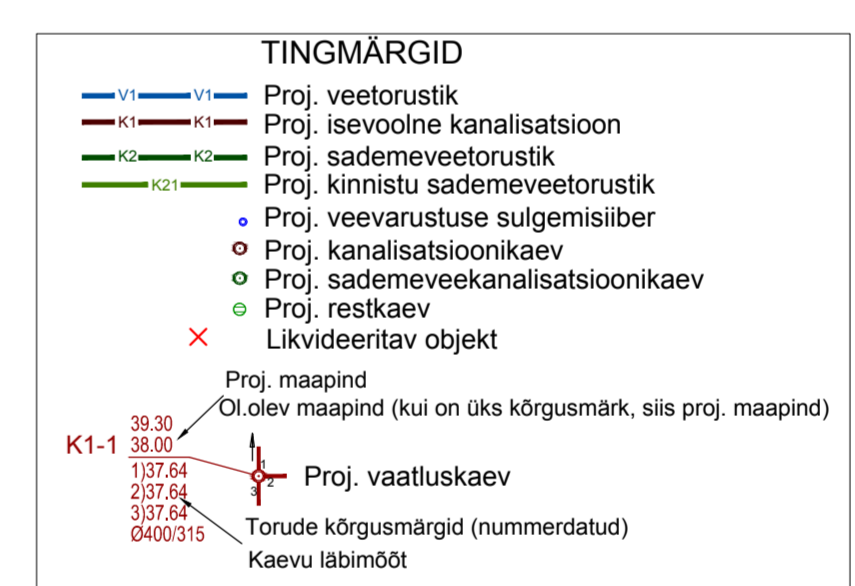 TINGMÄRGID
V1 V1 Proj. veetorustik
K1 K1 Proj. isevoolne kanalisatsioon
K2 K2 Proj. sademeveetorustik
K21 Proj. kinnistu sademeveetorustik
Proj. veevarustuse sulgemisiiber
Proj. kanalisatsioonikaev
Proj. sademeveekanalisatsioonikaev
Proj. restkaev
Likvideeritav objekt
Proj. maapind
Ol.olev maapind (kui on üks kõrgusmärk, siis proj. maapind)
39.30
K1-1 38.00
1)37.64
2)37.64
3)37.64
Ø400/315
1
2
3
Proj. vaatluskaev
Torude kõrgusmärgid (nummerdatud)
Kaevu läbimõõt